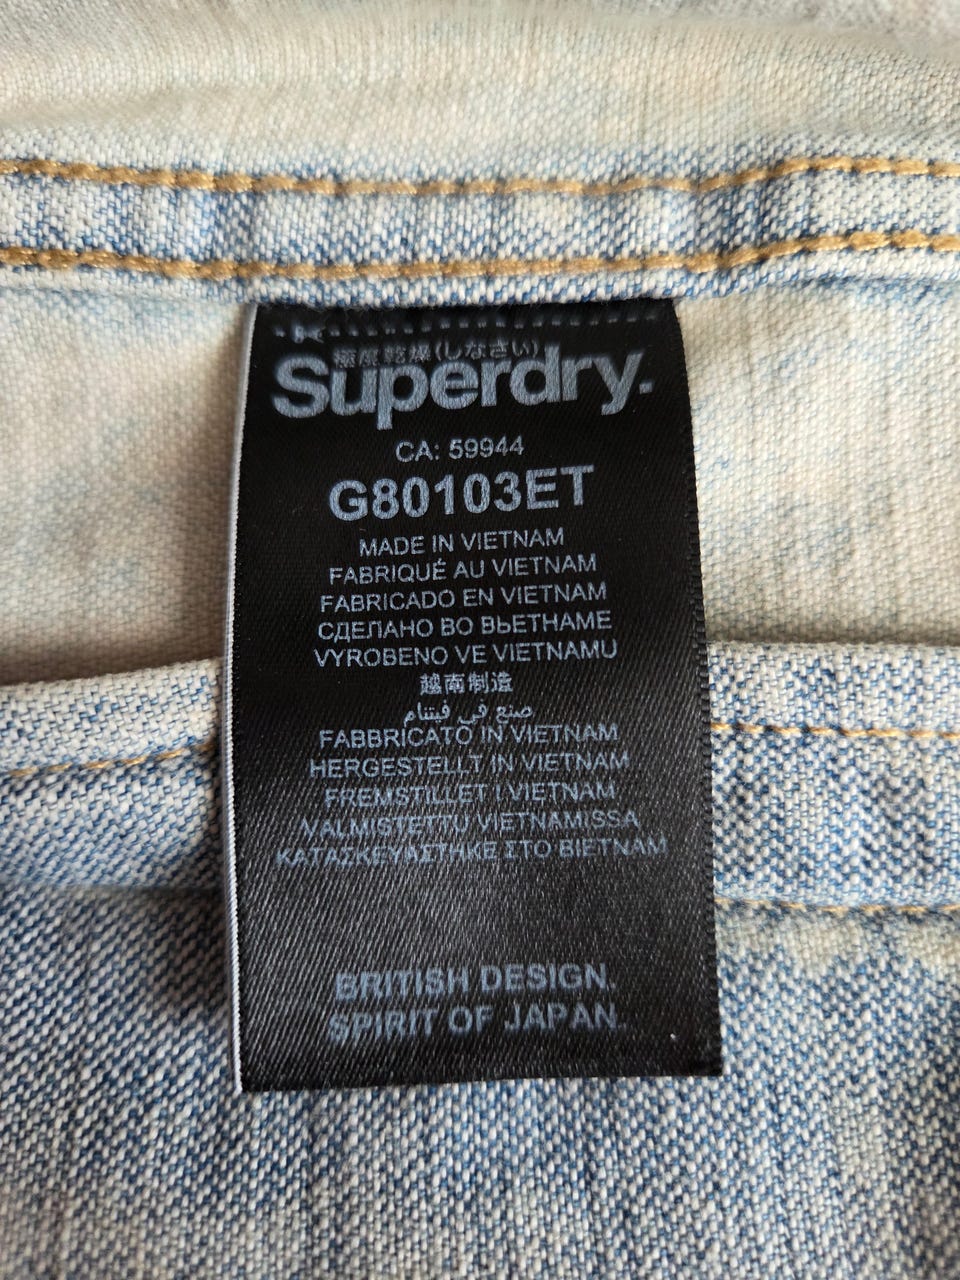 極度乾燥(しなさい)
Superdry.
CA: 59944
G80103ET
MADE IN VIETNAM
FABRIQUÉ AU VIETNAM
FABRICADO EN VIETNAM
СДЕЛАНО ВО ВЬЕТНАМЕ
VYROBENO VE VIETNAMU
越南制造
صنع في فيتنام
FABBRICATO IN VIETNAM
HERGESTELLT IN VIETNAM
FREMSTILLET I VIETNAM
VALMISTETTU VIETNAMISSA
ΚΑΤΑΣΚΕΥΑΣΤΗΚΕ ΣΤΟ ΒΙΕΤΝΑΜ
BRITISH DESIGN.
SPIRIT OF JAPAN.